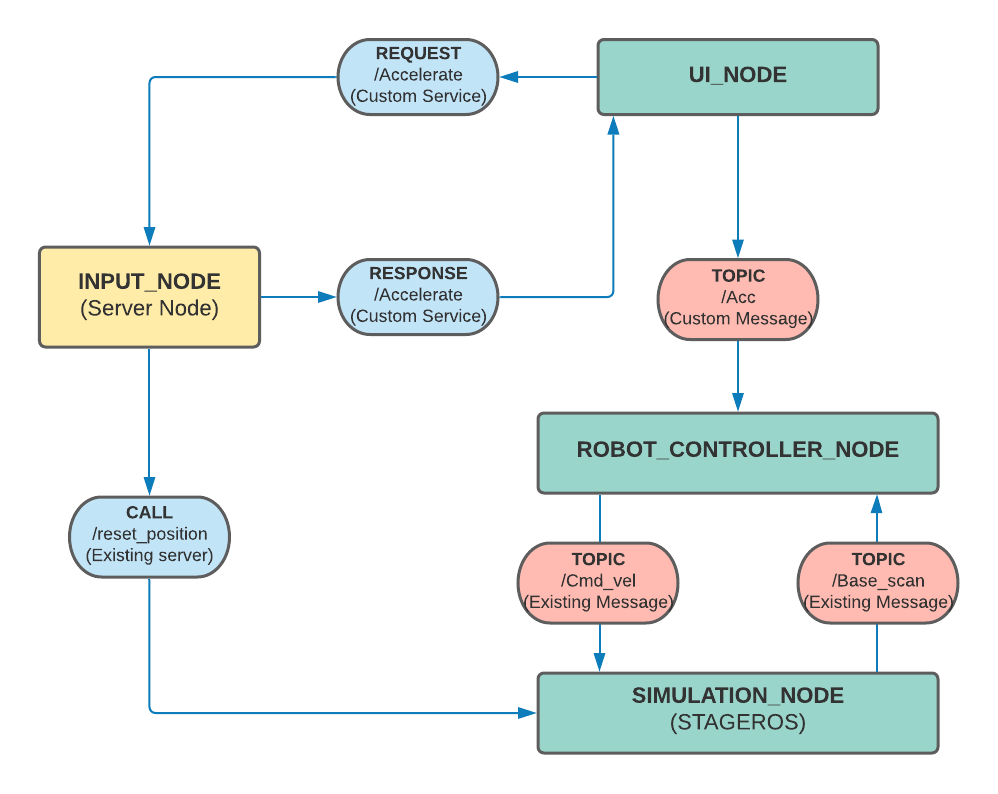 REQUEST
/Accelerate
(Custom Service)
UI_NODE
INPUT_NODE
(Server Node)
RESPONSE
/Accelerate
(Custom Service)
TOPIC
/Acc
(Custom Message)
ROBOT_CONTROLLER_NODE
CALL
/reset_position
(Existing server)
TOPIC
/Cmd_vel
(Existing Message)
TOPIC
/Base_scan
(Existing Message)
SIMULATION_NODE
(STAGEROS)